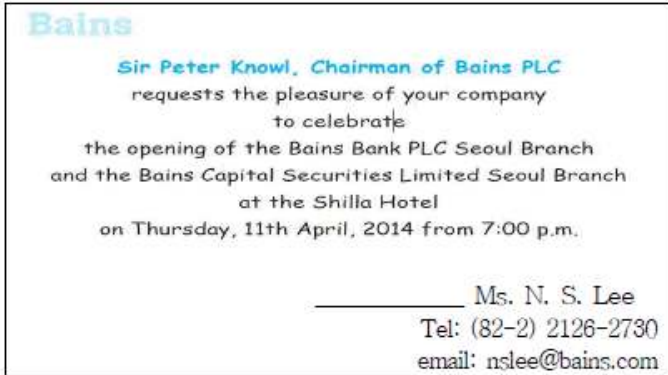 Bains
Sir Peter Knowl, Chairman of Bains PLC
requests the pleasure of your company
to celebrate
the opening of the Bains Bank PLC Seoul Branch
and the Bains Capital Securities Limited Seoul Branch
at the Shilla Hotel
on Thursday, 11th April, 2014 from 7:00 p.m.
__________ Ms. N. S. Lee
Tel: (82-2) 2126-2730
email: nslee@bains.com